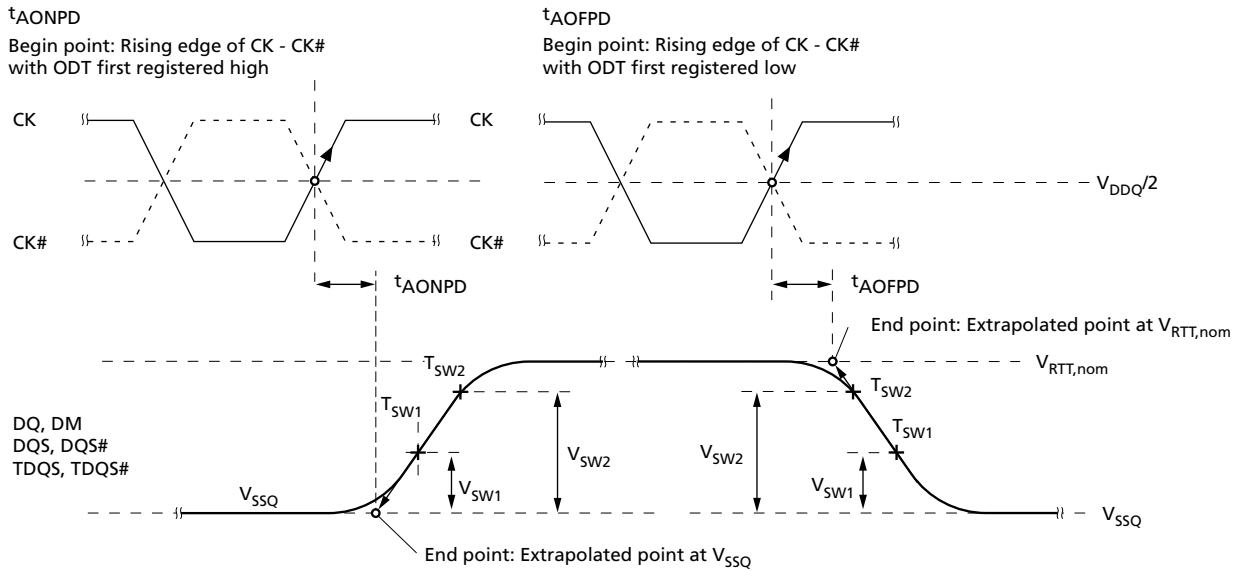 tAONPD
Begin point: Rising edge of CK - CK#
with ODT first registered high
tAOFPD
Begin point: Rising edge of CK - CK#
with ODT first registered low
CK
CK
VDDQ/2
CK#
CK#
tAONPD
tAOFPD
End point: Extrapolated point at VRTT,nom
VRTT,nom
TSW2
TSW2
TSW1
TSW1
DQ, DM
DQS, DQS#
TDQS, TDQS#
VSW2
VSW2
VSW1
VSW1
VSSQ
VSSQ
End point: Extrapolated point at VSSQ